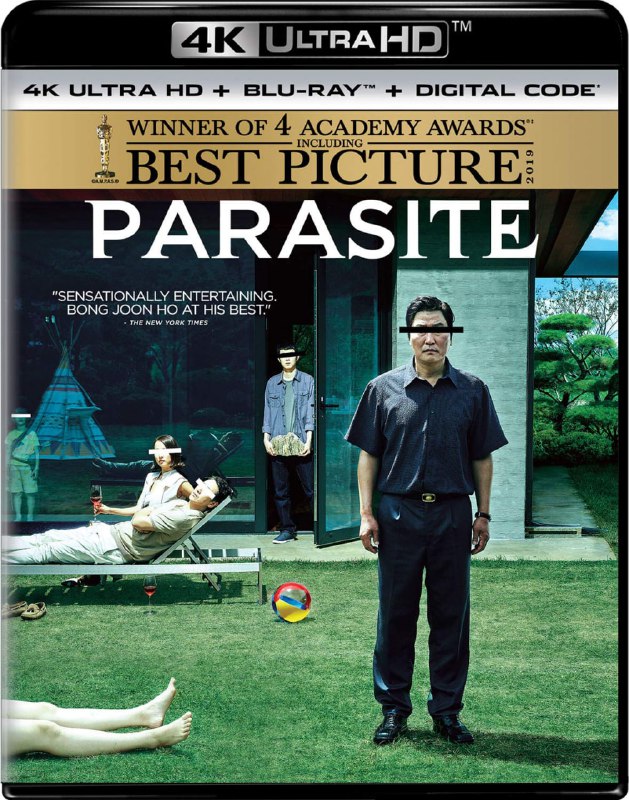 4K ULTRA HD™
4K ULTRA HD + BLU-RAY™ + DIGITAL CODE*
WINNER OF 4 ACADEMY AWARDS®
INCLUDING
BEST PICTURE 2019
©A.M.P.A.S.®
PARASITE
"SENSATIONALLY ENTERTAINING.
BONG JOON HO AT HIS BEST."
- THE NEW YORK TIMES